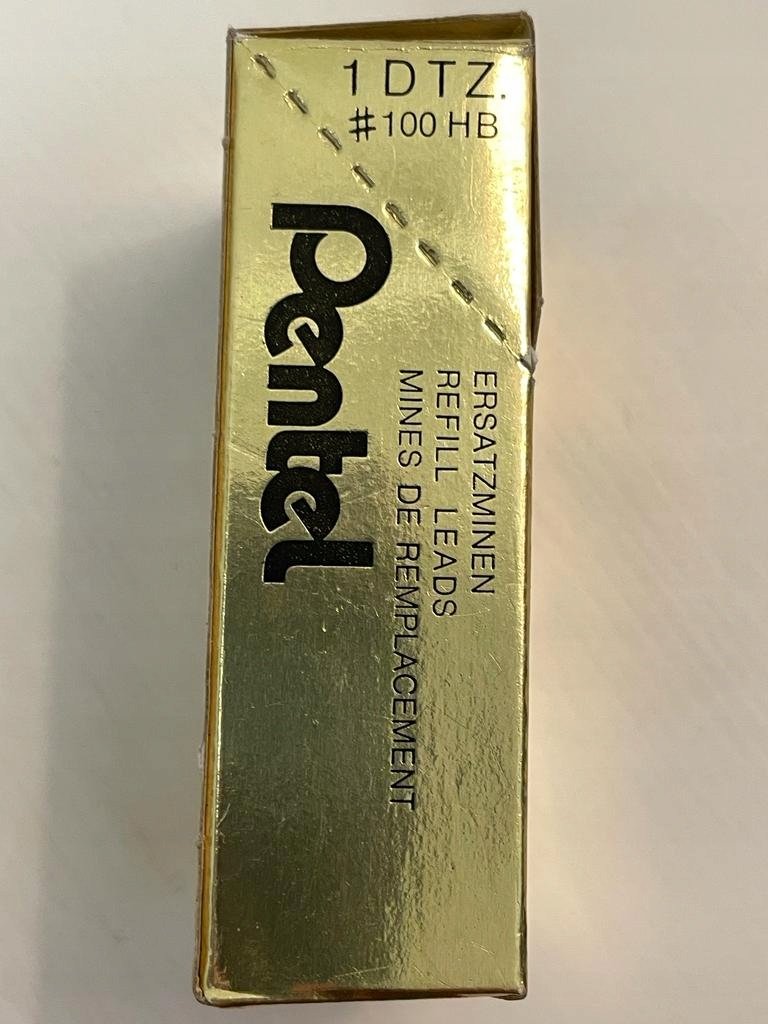 1 DTZ.
#100 HB
Pentel
ERSATZMINEN
REFILL LEADS
MINES DE REMPLACEMENT